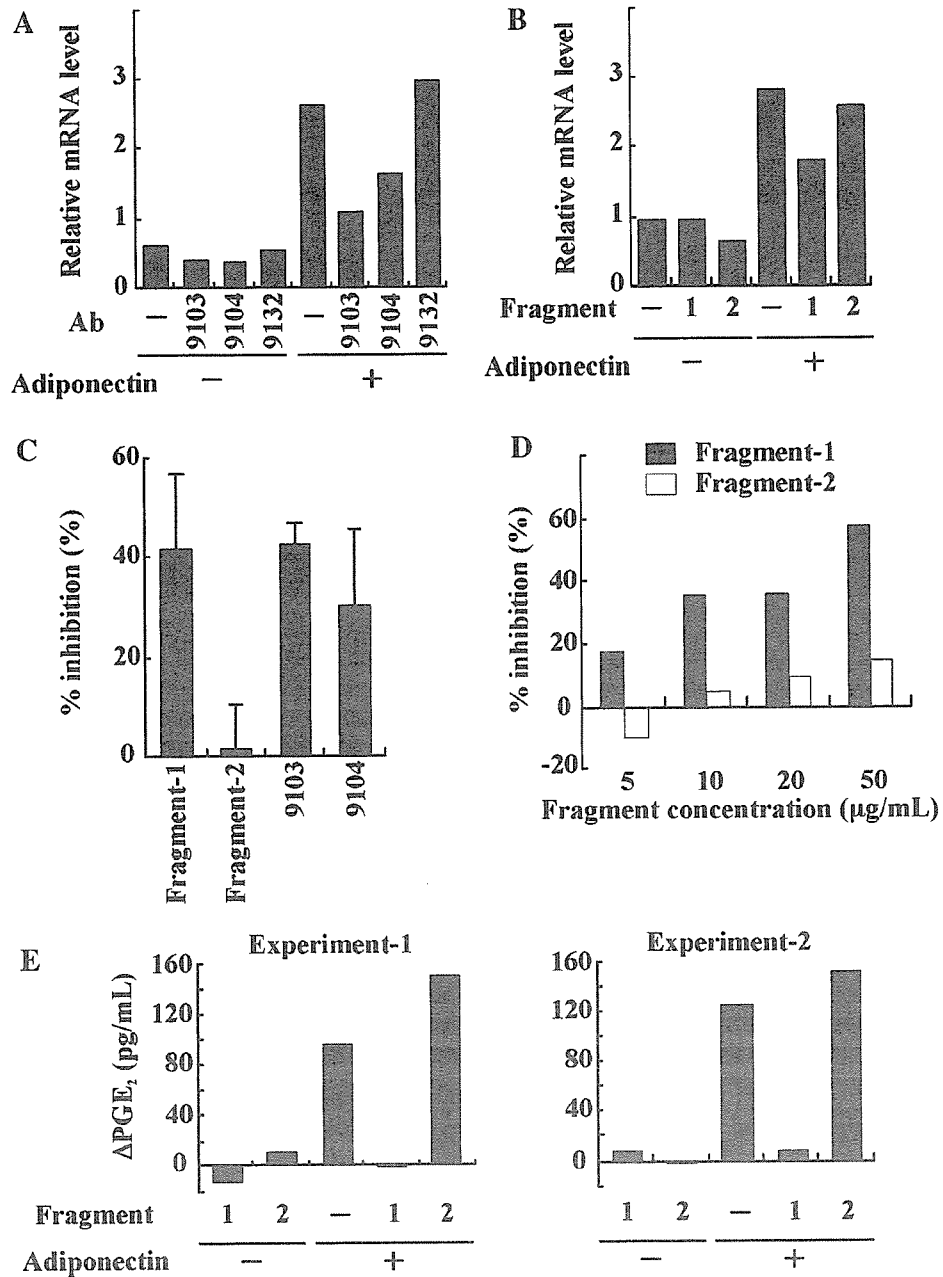 A
Relative mRNA level
3
2
1
0
Ab
– 9103 9104 9132 – 9103 9104 9132
Adiponectin – +
B
Relative mRNA level
3
2
1
0
Fragment – 1 2 – 1 2
Adiponectin – +
C
% inhibition (%)
60
40
20
0
Fragment-1
Fragment-2
9103
9104
D
Fragment-1
Fragment-2
% inhibition (%)
60
40
20
0
-20
5 10 20 50
Fragment concentration (µg/mL)
E
Experiment-1
ΔPGE₂ (pg/mL)
160
120
80
40
0
Fragment 1 2 – 1 2
Adiponectin – +
Experiment-2
160
120
80
40
0
1 2 – 1 2
– +